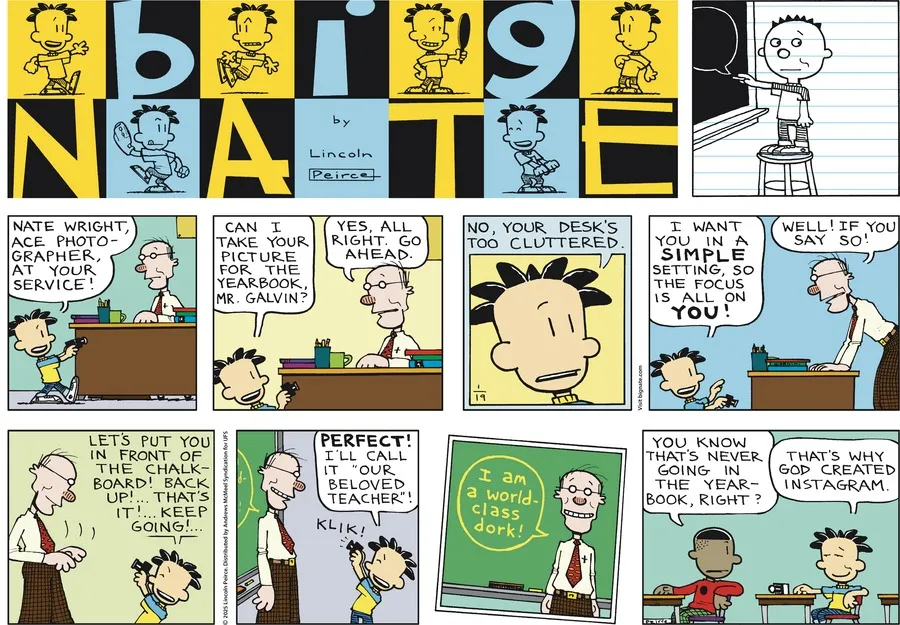 big
NATE
by
Lincoln
Peirce
NATE WRIGHT,
ACE PHOTO-
GRAPHER,
AT YOUR
SERVICE!
CAN I
TAKE YOUR
PICTURE
FOR THE
YEARBOOK,
MR. GALVIN?
YES, ALL
RIGHT. GO
AHEAD.
NO, YOUR DESK'S
TOO CLUTTERED.
1
19
Visit bignate.com
I WANT
YOU IN A
SIMPLE
SETTING, SO
THE FOCUS
IS ALL ON
YOU!
WELL! IF YOU
SAY SO!
LET'S PUT YOU
IN FRONT OF
THE CHALK-
BOARD! BACK
UP!... THAT'S
IT!... KEEP
GOING!...
© 2025 Lincoln Peirce. Distributed by Andrews McMeel Syndication for UFS
PERFECT!
I'LL CALL
IT "OUR
BELOVED
TEACHER"!
KLIK!
I am
a world-
class
dork!
YOU KNOW
THAT'S NEVER
GOING IN
THE YEAR-
BOOK, RIGHT?
THAT'S WHY
GOD CREATED
INSTAGRAM.
PEIRCE